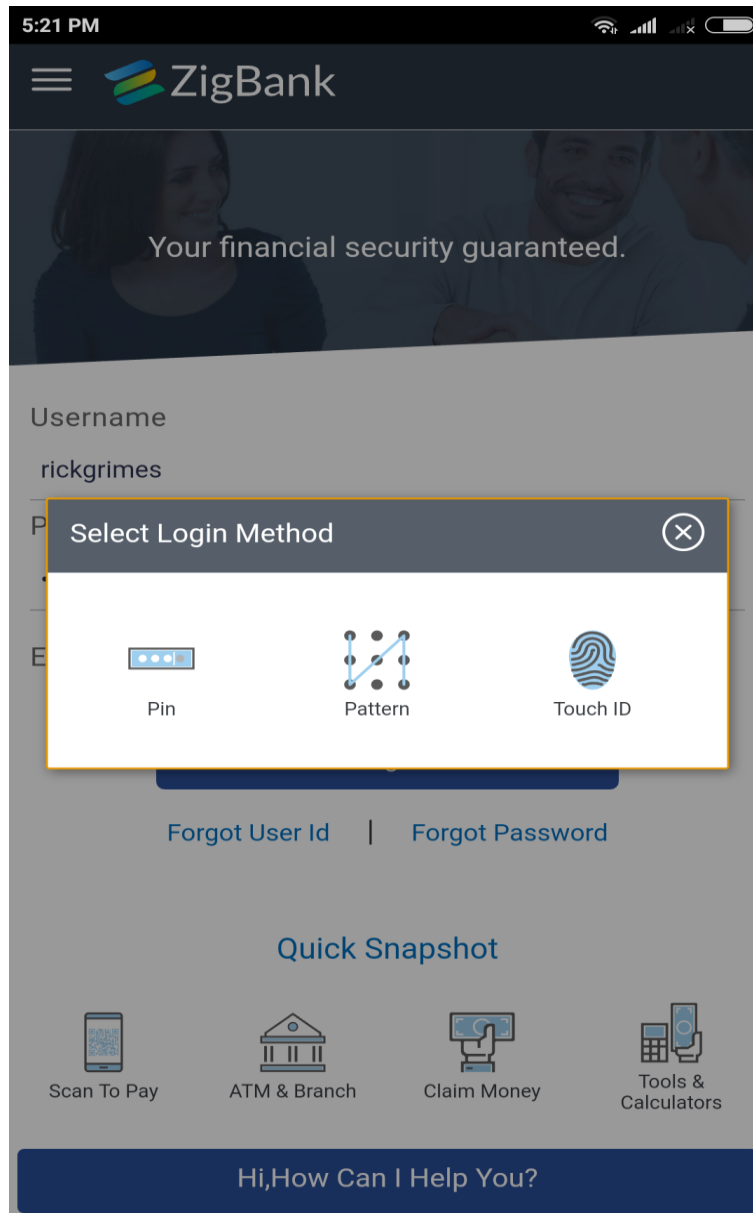 5:21 PM
ZigBank
Your financial security guaranteed.
Username
rickgrimes
P
Select Login Method
E
Pin
Pattern
Touch ID
Forgot User Id | Forgot Password
Quick Snapshot
Scan To Pay
ATM & Branch
Claim Money
Tools &
Calculators
Hi,How Can I Help You?